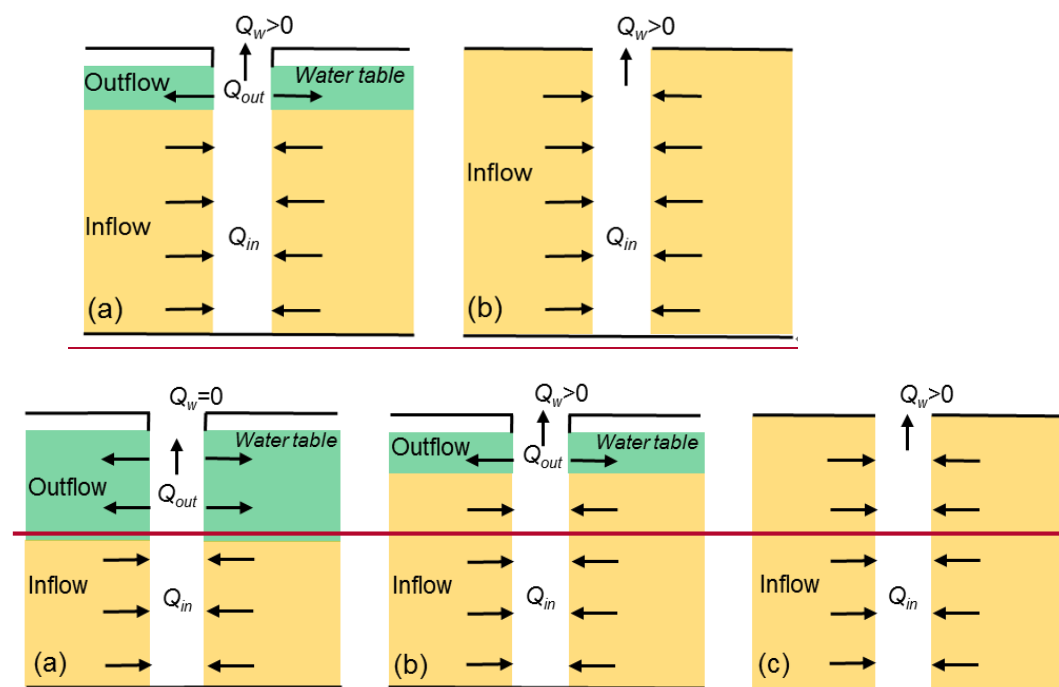 Qw>0
Outflow
Qout
Water table
Inflow
Qin
(a)
Qw>0
Inflow
Qin
(b)
Qw=0
Water table
Outflow
Qout
Inflow
Qin
(a)
Qw>0
Outflow
Qout
Water table
Inflow
Qin
(b)
Qw>0
Inflow
Qin
(c)